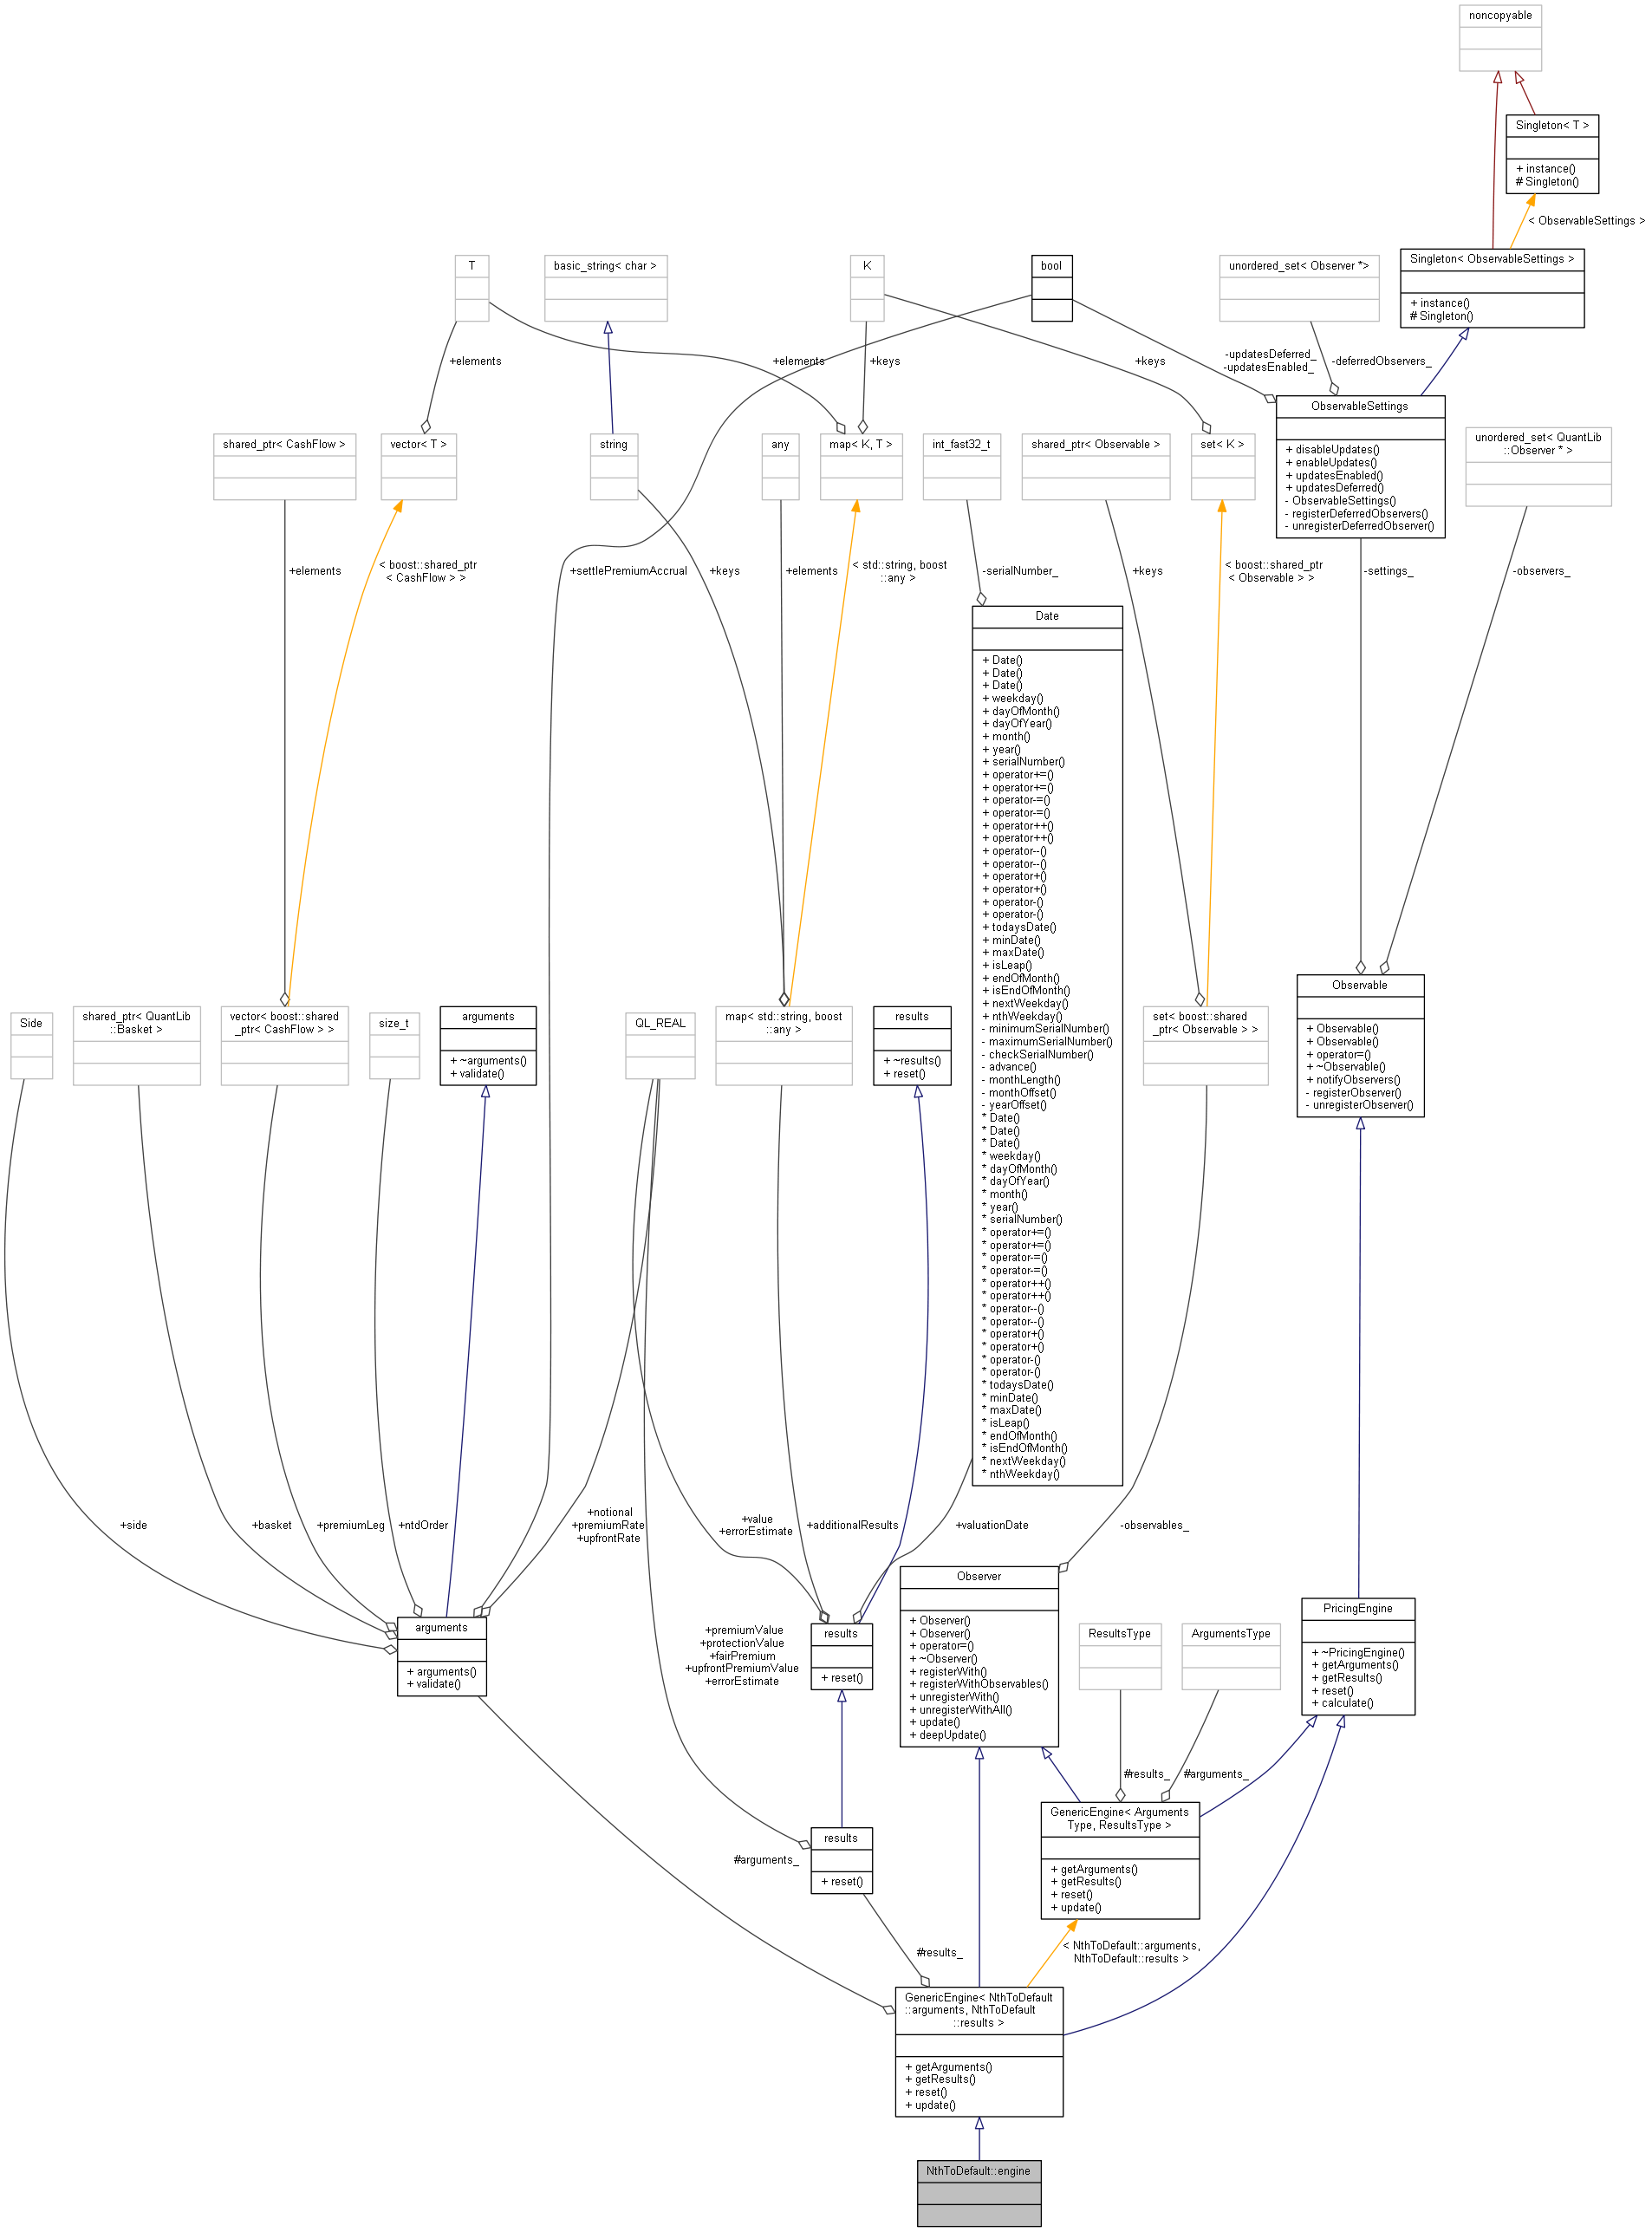 noncopyable
Singleton< T >
+ instance()
# Singleton()
< ObservableSettings >
T
basic_string< char >
K
bool
unordered_set< Observer *>
Singleton< ObservableSettings >
+ instance()
# Singleton()
+elements
+elements
+keys
+keys
-updatesDeferred_
-updatesEnabled_
-deferredObservers_
ObservableSettings
+ disableUpdates()
+ enableUpdates()
+ updatesEnabled()
+ updatesDeferred()
- ObservableSettings()
- registerDeferredObservers()
- unregisterDeferredObserver()
shared_ptr< CashFlow >
vector< T >
string
any
map< K, T >
int_fast32_t
shared_ptr< Observable >
set< K >
unordered_set< QuantLib
::Observer * >
+elements
< boost::shared_ptr
< CashFlow > >
+settlePremiumAccrual
+keys
+elements
< std::string, boost
::any >
-serialNumber_
+keys
< boost::shared_ptr
< Observable > >
-settings_
-observers_
Date
+ Date()
+ Date()
+ Date()
+ weekday()
+ dayOfMonth()
+ dayOfYear()
+ month()
+ year()
+ serialNumber()
+ operator+=()
+ operator+=()
+ operator-=()
+ operator-=()
+ operator++()
+ operator++()
+ operator--()
+ operator--()
+ operator+()
+ operator+()
+ operator-()
+ operator-()
+ todaysDate()
+ minDate()
+ maxDate()
+ isLeap()
+ endOfMonth()
+ isEndOfMonth()
+ nextWeekday()
+ nthWeekday()
- minimumSerialNumber()
- maximumSerialNumber()
- checkSerialNumber()
- advance()
- monthLength()
- monthOffset()
- yearOffset()
* Date()
* Date()
* Date()
* weekday()
* dayOfMonth()
* dayOfYear()
* month()
* year()
* serialNumber()
* operator+=()
* operator+=()
* operator-=()
* operator-=()
* operator++()
* operator++()
* operator--()
* operator--()
* operator+()
* operator+()
* operator-()
* operator-()
* todaysDate()
* minDate()
* maxDate()
* isLeap()
* endOfMonth()
* isEndOfMonth()
* nextWeekday()
* nthWeekday()
Side
shared_ptr< QuantLib
::Basket >
vector< boost::shared
_ptr< CashFlow > >
size_t
arguments
+ ~arguments()
+ validate()
QL_REAL
map< std::string, boost
::any >
results
+ ~results()
+ reset()
set< boost::shared
_ptr< Observable > >
Observable
+ Observable()
+ Observable()
+ operator=()
+ ~Observable()
+ notifyObservers()
- registerObserver()
- unregisterObserver()
+side
+basket
+premiumLeg
+ntdOrder
+notional
+premiumRate
+upfrontRate
+value
+errorEstimate
+additionalResults
+valuationDate
-observables_
arguments
+ arguments()
+ validate()
+premiumValue
+protectionValue
+fairPremium
+upfrontPremiumValue
+errorEstimate
results
+ reset()
Observer
+ Observer()
+ Observer()
+ operator=()
+ ~Observer()
+ registerWith()
+ registerWithObservables()
+ unregisterWith()
+ unregisterWithAll()
+ update()
+ deepUpdate()
ResultsType
ArgumentsType
PricingEngine
+ ~PricingEngine()
+ getArguments()
+ getResults()
+ reset()
+ calculate()
#results_
#arguments_
GenericEngine< Arguments
Type, ResultsType >
+ getArguments()
+ getResults()
+ reset()
+ update()
results
+ reset()
#arguments_
#results_
< NthToDefault::arguments,
NthToDefault::results >
GenericEngine< NthToDefault
::arguments, NthToDefault
::results >
+ getArguments()
+ getResults()
+ reset()
+ update()
NthToDefault::engine